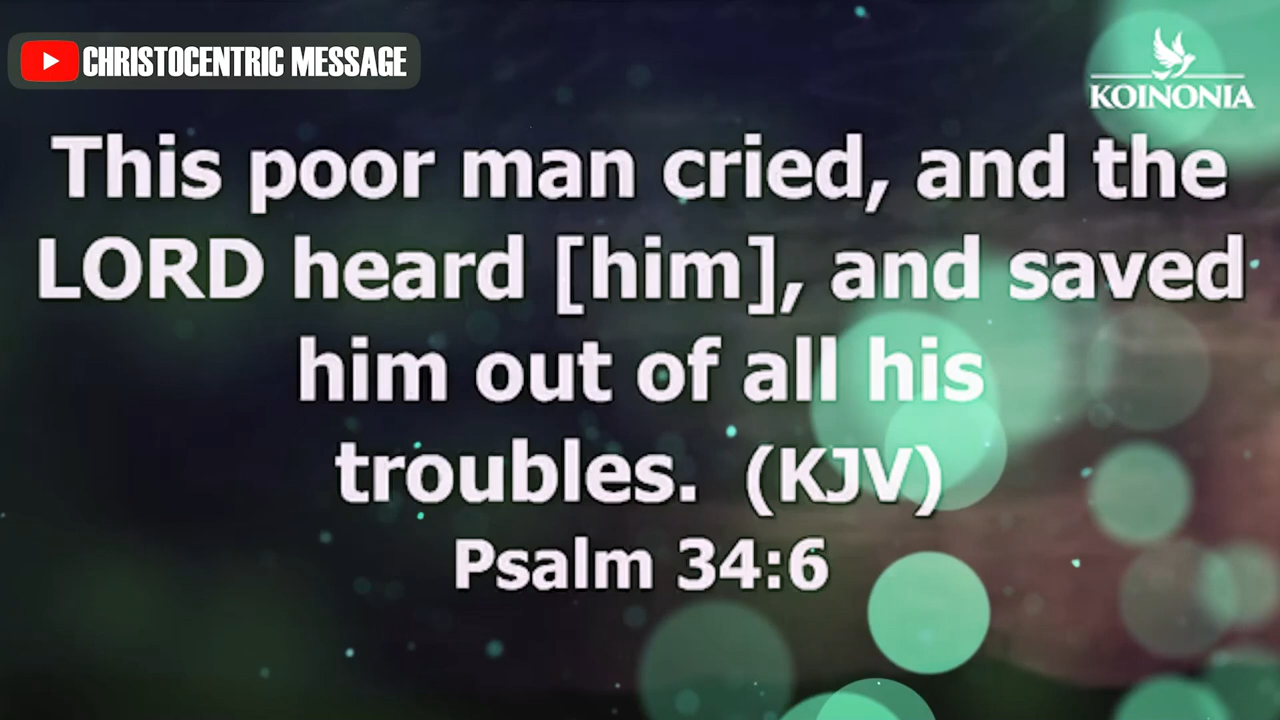 CHRISTOCENTRIC MESSAGE
KOINONIA
This poor man cried, and the
LORD heard [him], and saved
him out of all his
troubles. (KJV)
Psalm 34:6